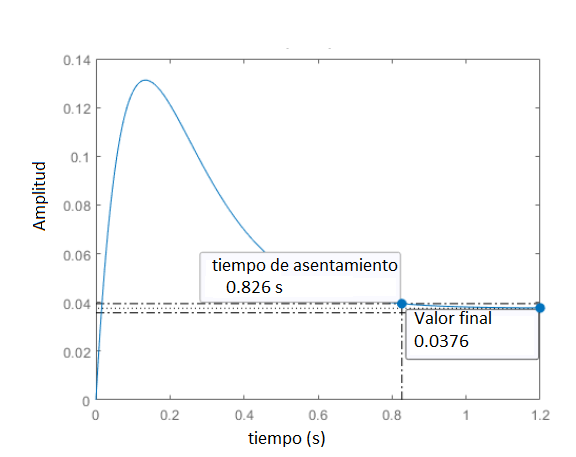 0.14
0.12
0.1
0.08
0.06
0.04
0.02
0
Amplitud
tiempo de asentamiento
0.826 s
Valor final
0.0376
0 0.2 0.4 0.6 0.8 1 1.2
tiempo (s)